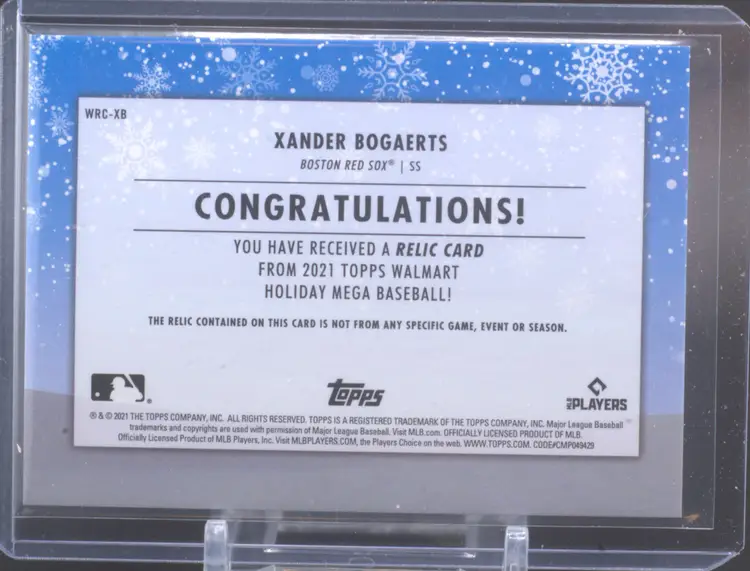 WRC-XB
XANDER BOGAERTS
BOSTON RED SOX® | SS
CONGRATULATIONS!
YOU HAVE RECEIVED A RELIC CARD
FROM 2021 TOPPS WALMART
HOLIDAY MEGA BASEBALL!
THE RELIC CONTAINED ON THIS CARD IS NOT FROM ANY SPECIFIC GAME, EVENT OR SEASON.
topps
MLB PLAYERS
® & © 2021 THE TOPPS COMPANY, INC. ALL RIGHTS RESERVED. TOPPS IS A REGISTERED TRADEMARK OF THE TOPPS COMPANY, INC. Major League Baseball
trademarks and copyrights are used with permission of Major League Baseball. Visit MLB.com. OFFICIALLY LICENSED PRODUCT OF MLB.
Officially Licensed Product of MLB Players, Inc. Visit MLBPLAYERS.COM, the Players Choice on the web. WWW.TOPPS.COM. CODE#CMP049429